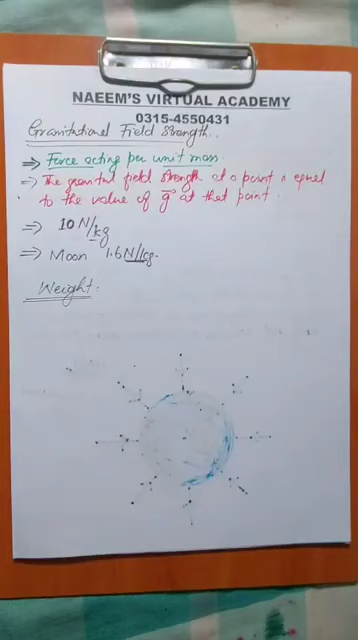 NAEEM'S VIRTUAL ACADEMY
0315-4550431
Gravitational Field Strength.
⇒ Force acting per unit mass.
⇒ The gravital field strength at a point is equal
to the value of g⃗ at that point.
⇒ 10 N/kg
⇒ Moon 1.6 N/kg.
Weight: